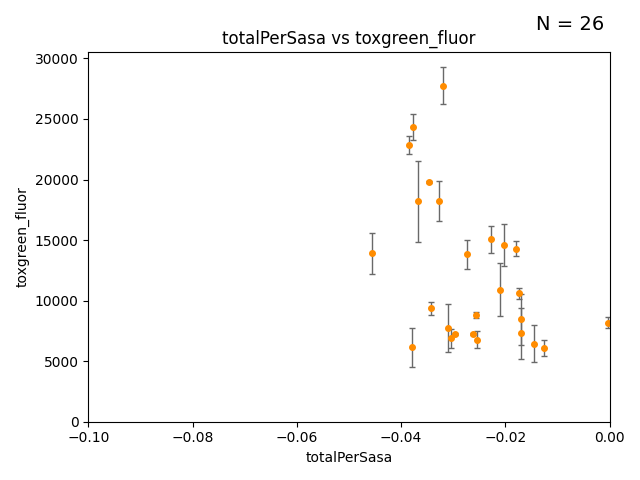 N = 26
totalPerSasa vs toxgreen_fluor
30000
25000
20000
15000
10000
5000
0
toxgreen_fluor
−0.10 −0.08 −0.06 −0.04 −0.02 0.00
totalPerSasa